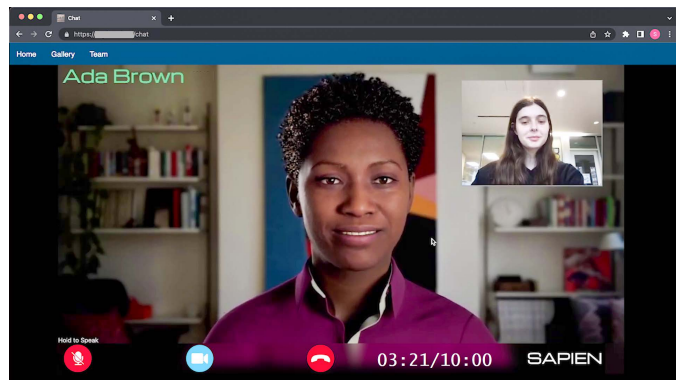 Chat
https:// /chat
S
Home Gallery Team
Ada Brown
Hold to Speak
03:21/10:00 SAPIEN